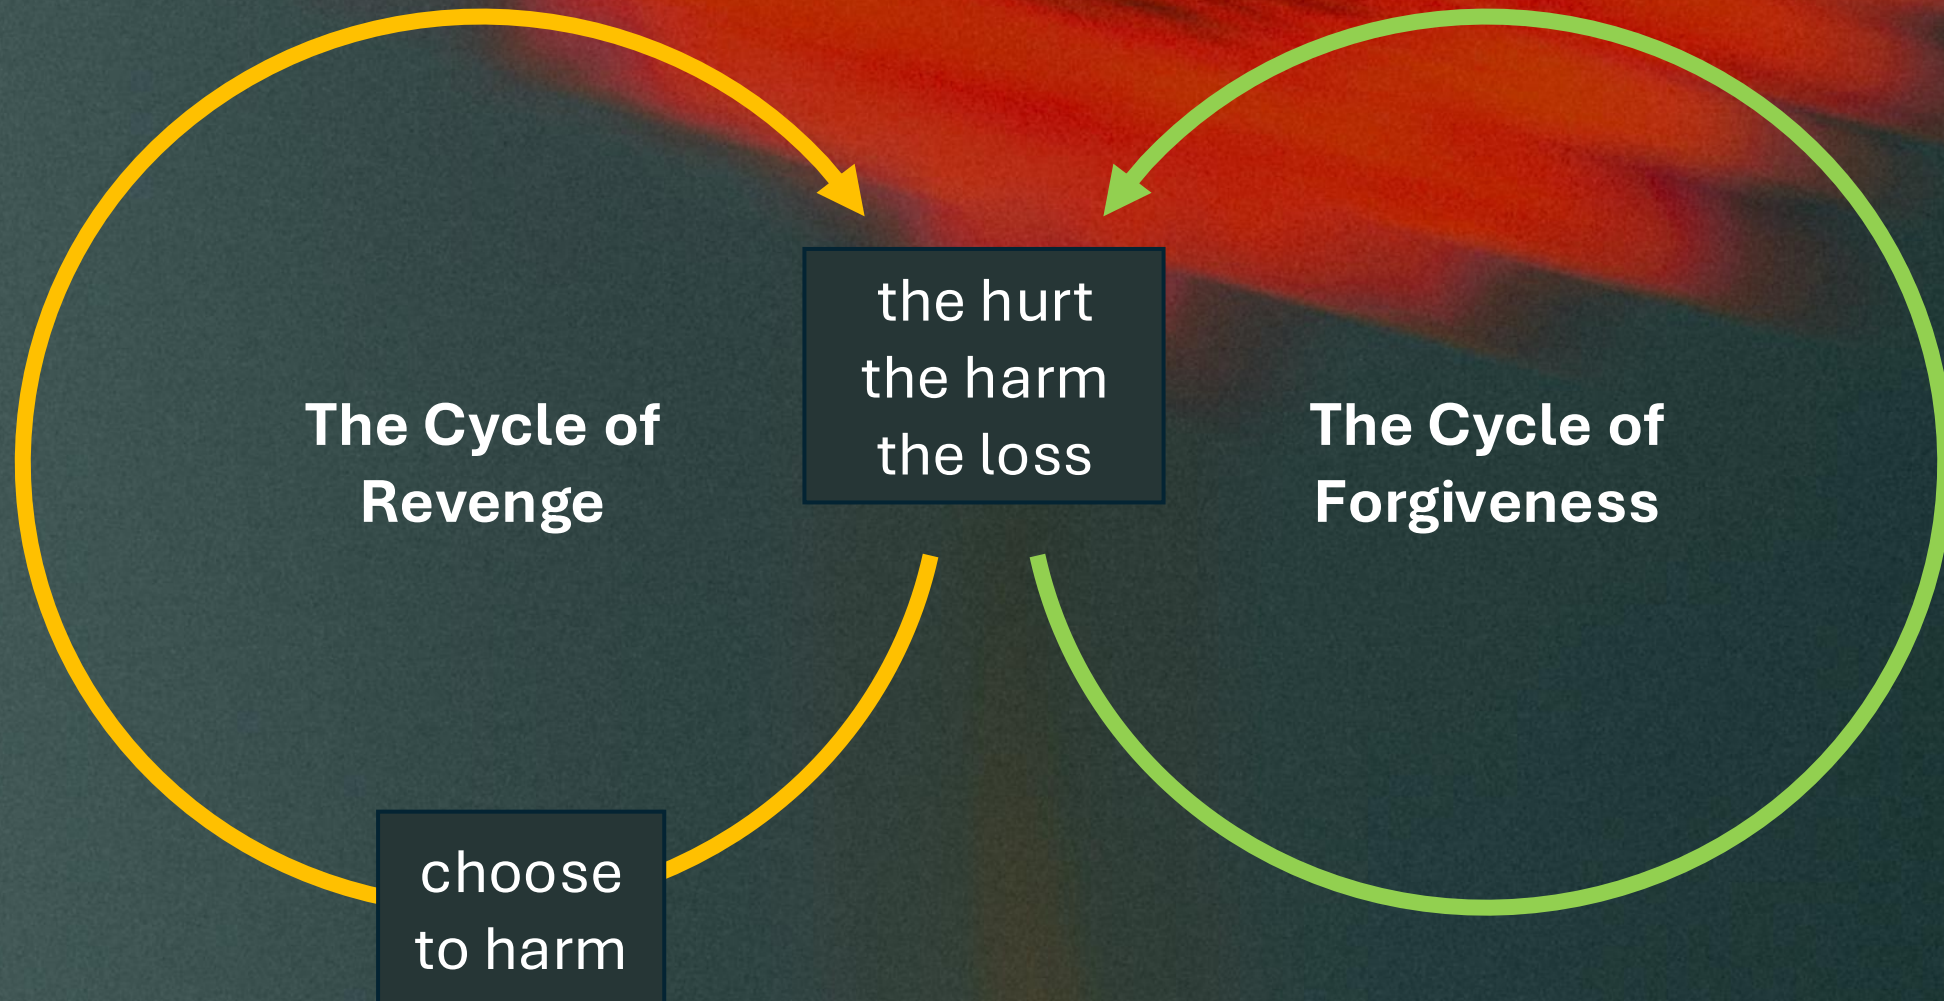 the hurt
the harm
the loss
The Cycle of
Revenge
The Cycle of
Forgiveness
choose
to harm